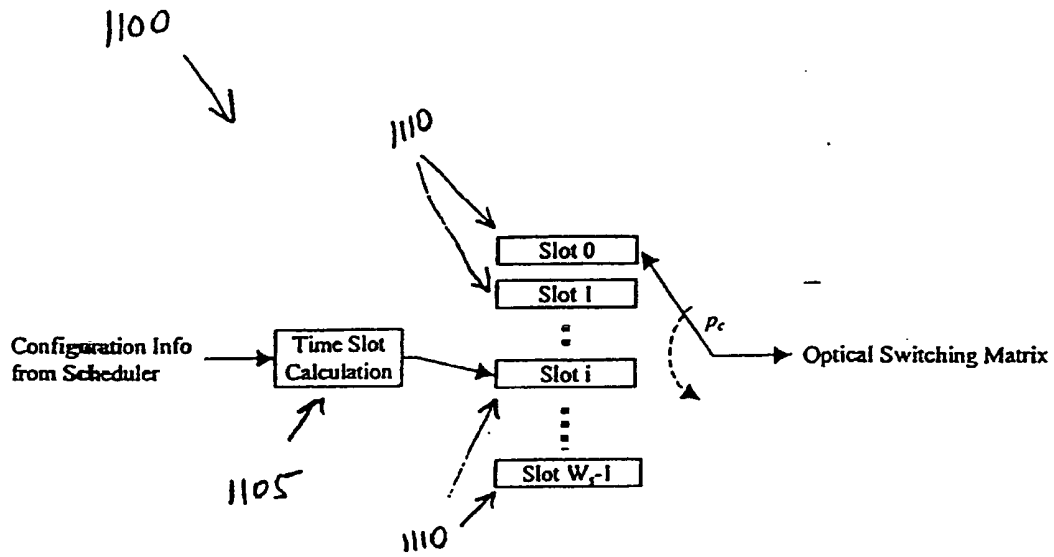 1100
1110
Slot 0
Slot 1
Configuration Info
from Scheduler
Time Slot
Calculation
Slot i
pc
Optical Switching Matrix
Slot Ws-1
1105
1110